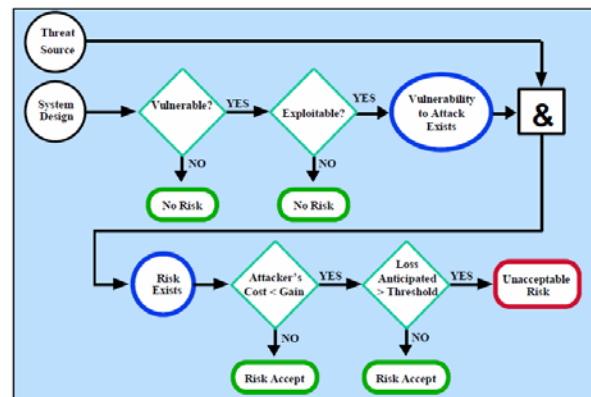 Threat
Source
System
Design
Vulnerable?
YES
Exploitable?
YES
Vulnerability
to Attack
Exists
&
NO
NO
No Risk
No Risk
Risk
Exists
Attacker's
Cost < Gain
YES
Loss
Anticipated
> Threshold
YES
Unacceptable
Risk
NO
NO
Risk Accept
Risk Accept